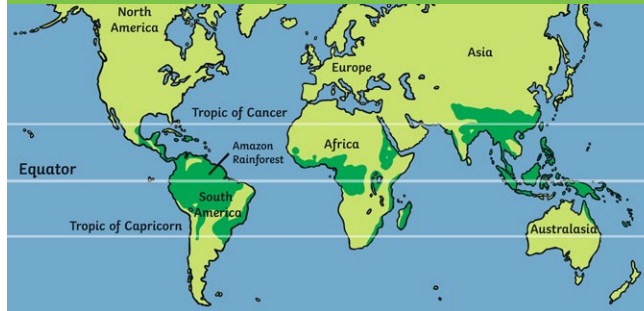 North
America
Asia
Europe
Tropic of Cancer
Africa
Amazon
Rainforest
Equator
South
America
Tropic of Capricorn
Australasia